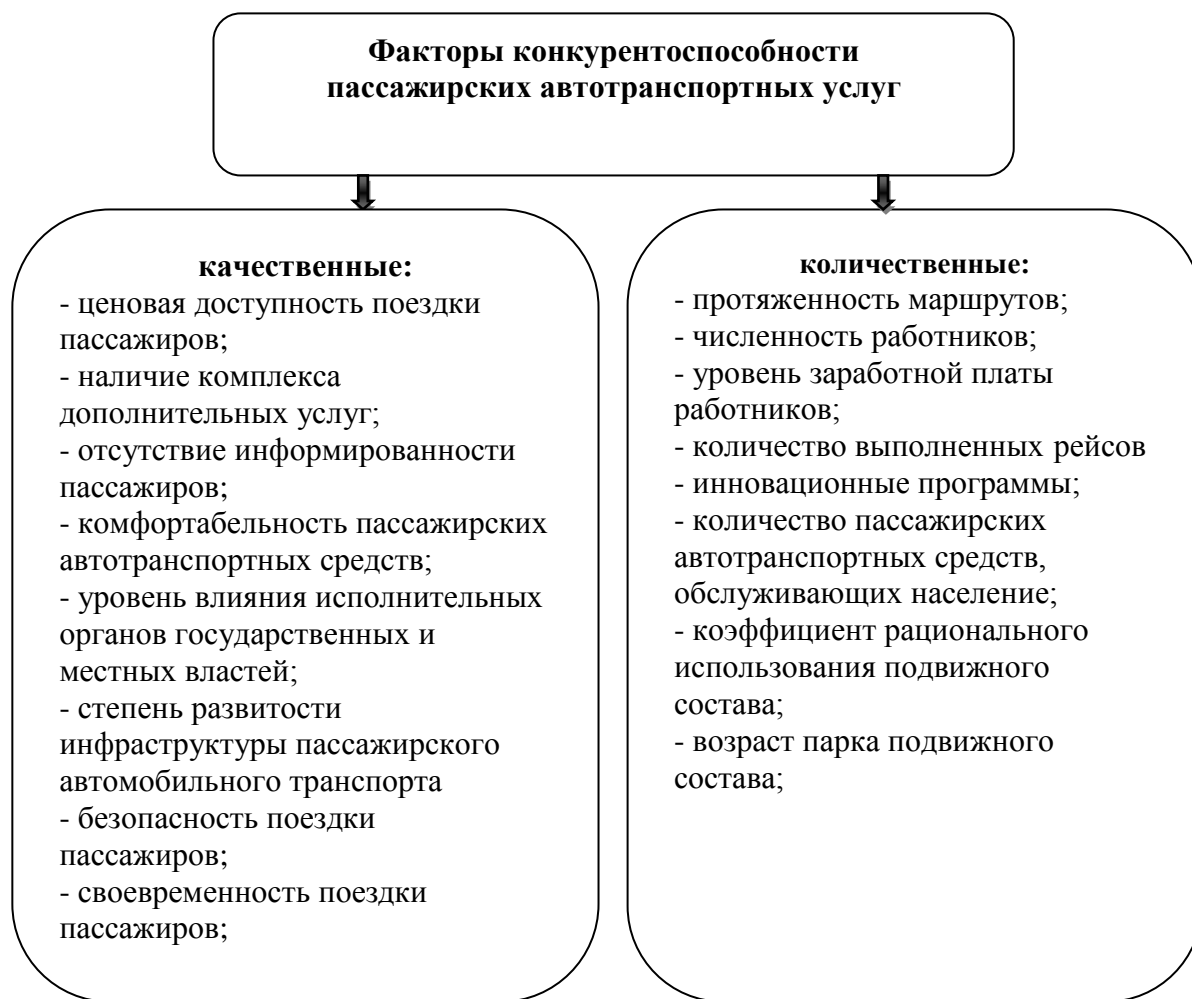 Факторы конкурентоспособности
пассажирских автотранспортных услуг
качественные:
- ценовая доступность поездки
пассажиров;
- наличие комплекса
дополнительных услуг;
- отсутствие информированности
пассажиров;
- комфортабельность пассажирских
автотранспортных средств;
- уровень влияния исполнительных
органов государственных и
местных властей;
- степень развитости
инфраструктуры пассажирского
автомобильного транспорта
- безопасность поездки
пассажиров;
- своевременность поездки
пассажиров;
количественные:
- протяженность маршрутов;
- численность работников;
- уровень заработной платы
работников;
- количество выполненных рейсов
- инновационные программы;
- количество пассажирских
автотранспортных средств,
обслуживающих население;
- коэффициент рационального
использования подвижного
состава;
- возраст парка подвижного
состава;